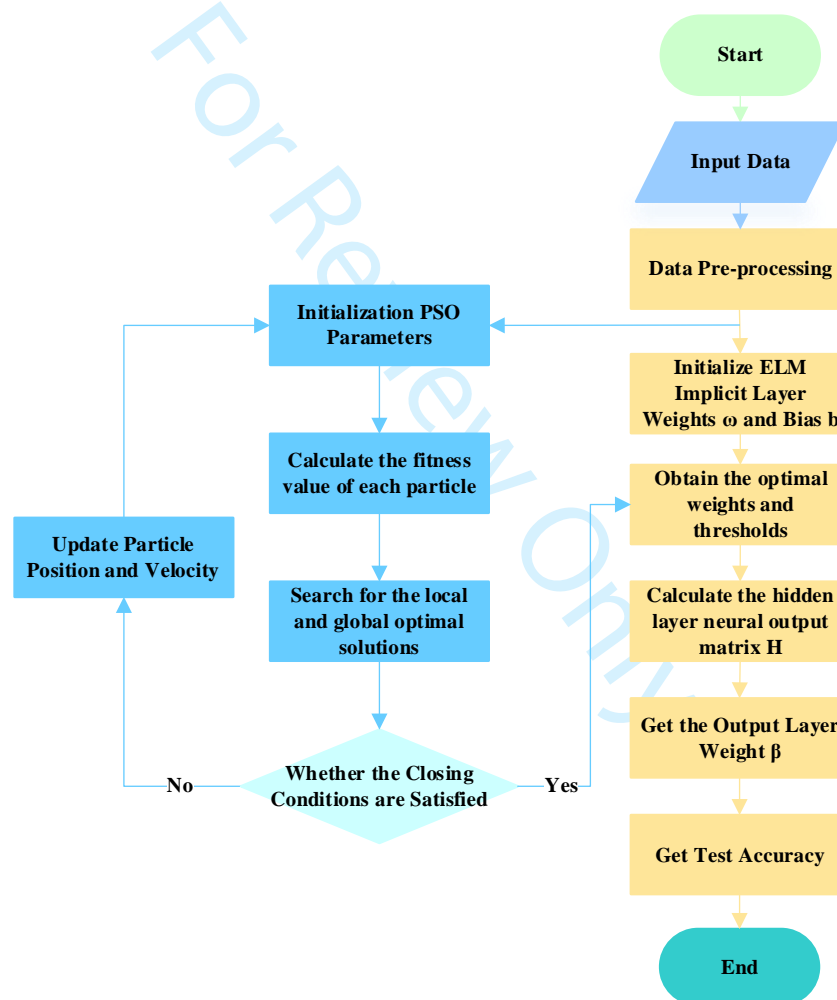 Start
Input Data
Data Pre-processing
Initialization PSO
Parameters
Initialize ELM
Implicit Layer
Weights ω and Bias b
Calculate the fitness
value of each particle
Obtain the optimal
weights and
thresholds
Update Particle
Position and Velocity
Search for the local
and global optimal
solutions
Calculate the hidden
layer neural output
matrix H
Get the Output Layer
Weight β
No
Whether the Closing
Conditions are Satisfied
Yes
Get Test Accuracy
End
For Review Only